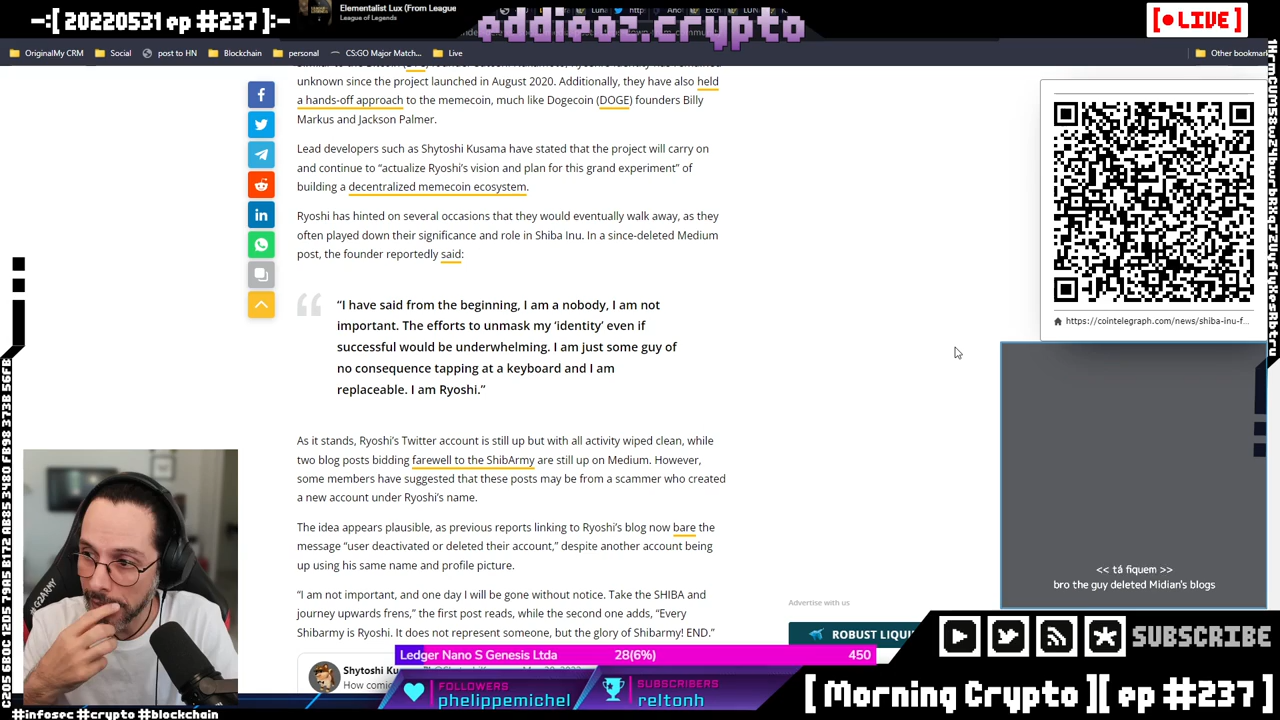 -:[ 20220531 ep #237 ]:-
Elementalist Lux (From League
League of Legends
eddieoz.crypto
[ • LIVE ]
OriginalMy CRM
Social
post to HN
Blockchain
personal
CS:GO Major Match...
Live
Other bookmar
unknown since the project launched in August 2020. Additionally, they have also held
a hands-off approach to the memecoin, much like Dogecoin (DOGE) founders Billy
Markus and Jackson Palmer.
Lead developers such as Shytoshi Kusama have stated that the project will carry on
and continue to “actualize Ryoshi’s vision and plan for this grand experiment” of
building a decentralized memecoin ecosystem.
Ryoshi has hinted on several occasions that they would eventually walk away, as they
often played down their significance and role in Shiba Inu. In a since-deleted Medium
post, the founder reportedly said:
“I have said from the beginning, I am a nobody, I am not
important. The efforts to unmask my ‘identity’ even if
successful would be underwhelming. I am just some guy of
no consequence tapping at a keyboard and I am
replaceable. I am Ryoshi.”
As it stands, Ryoshi’s Twitter account is still up but with all activity wiped clean, while
two blog posts bidding farewell to the ShibArmy are still up on Medium. However,
some members have suggested that these posts may be from a scammer who created
a new account under Ryoshi’s name.
The idea appears plausible, as previous reports linking to Ryoshi’s blog now bare the
message “user deactivated or deleted their account,” despite another account being
up using his same name and profile picture.
“I am not important, and one day I will be gone without notice. Take the SHIBA and
journey upwards frens,” the first post reads, while the second one adds, “Every
Shibarmy is Ryoshi. It does not represent someone, but the glory of Shibarmy! END.”
Shytoshi
https://cointelegraph.com/news/shiba-inu-f...
<< tá fiquem >>
bro the guy deleted Midian's blogs
Advertise with us
ROBUST LIQUI
Ledger Nano S Genesis Ltda
28(6%)
450
FOLLOWERS
phelippemichel
SUBSCRIBERS
reltonh
SUBSCRIBE
[ Morning Crypto ][ ep #237 ]
#infosec #crypto #blockchain